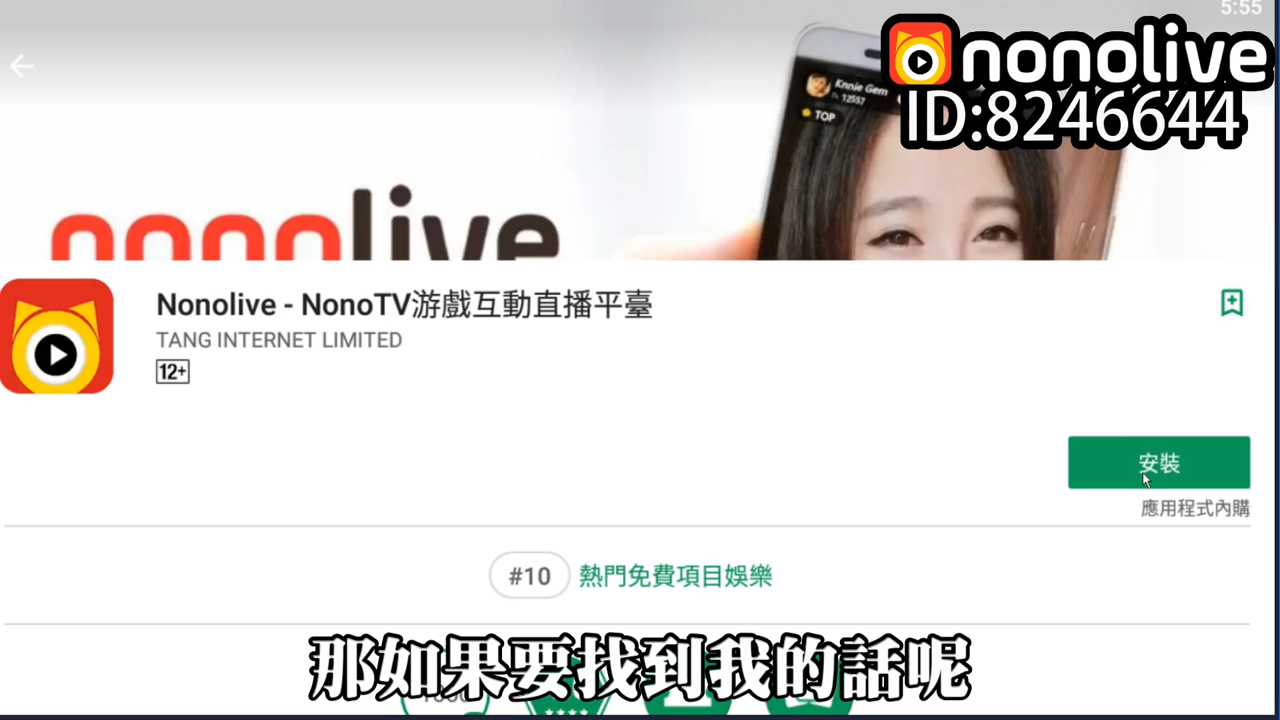 5:55
nonolive
ID:8246644
Knnie Gem
12557
TOP
nonolive
Nonolive - NonoTV游戲互動直播平臺
TANG INTERNET LIMITED
12+
安裝
應用程式內購
#10 熱門免費項目娛樂
那如果要找到我的話呢